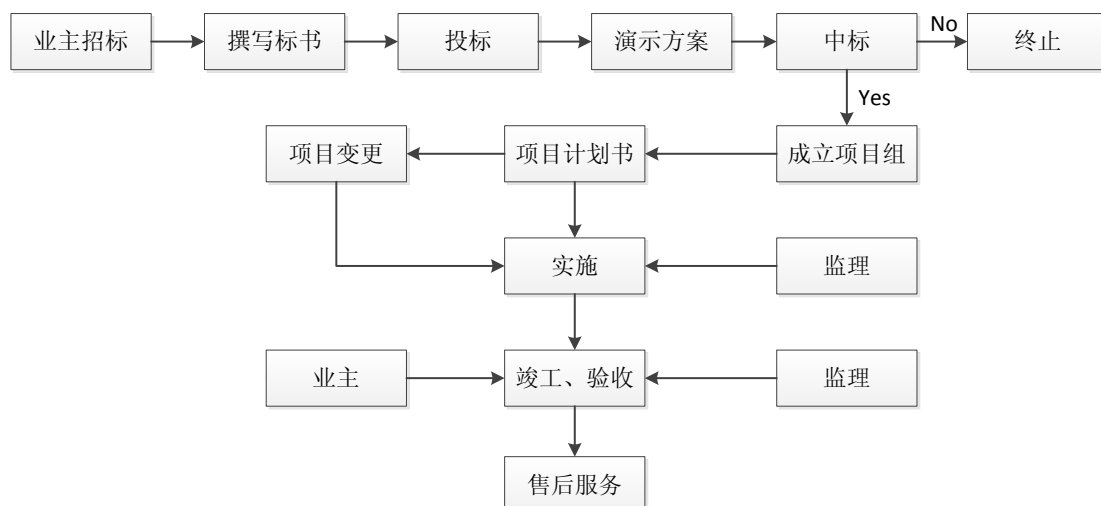 业主招标
撰写标书
投标
演示方案
中标
No
终止
Yes
项目变更
项目计划书
成立项目组
实施
监理
业主
竣工、验收
监理
售后服务